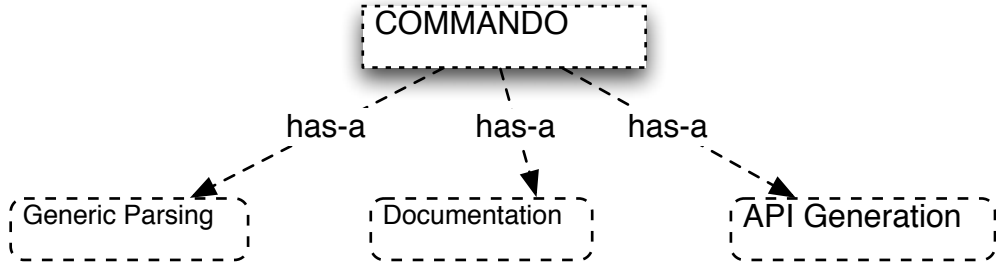 COMMANDO
has-a
has-a
has-a
Generic Parsing
Documentation
API Generation